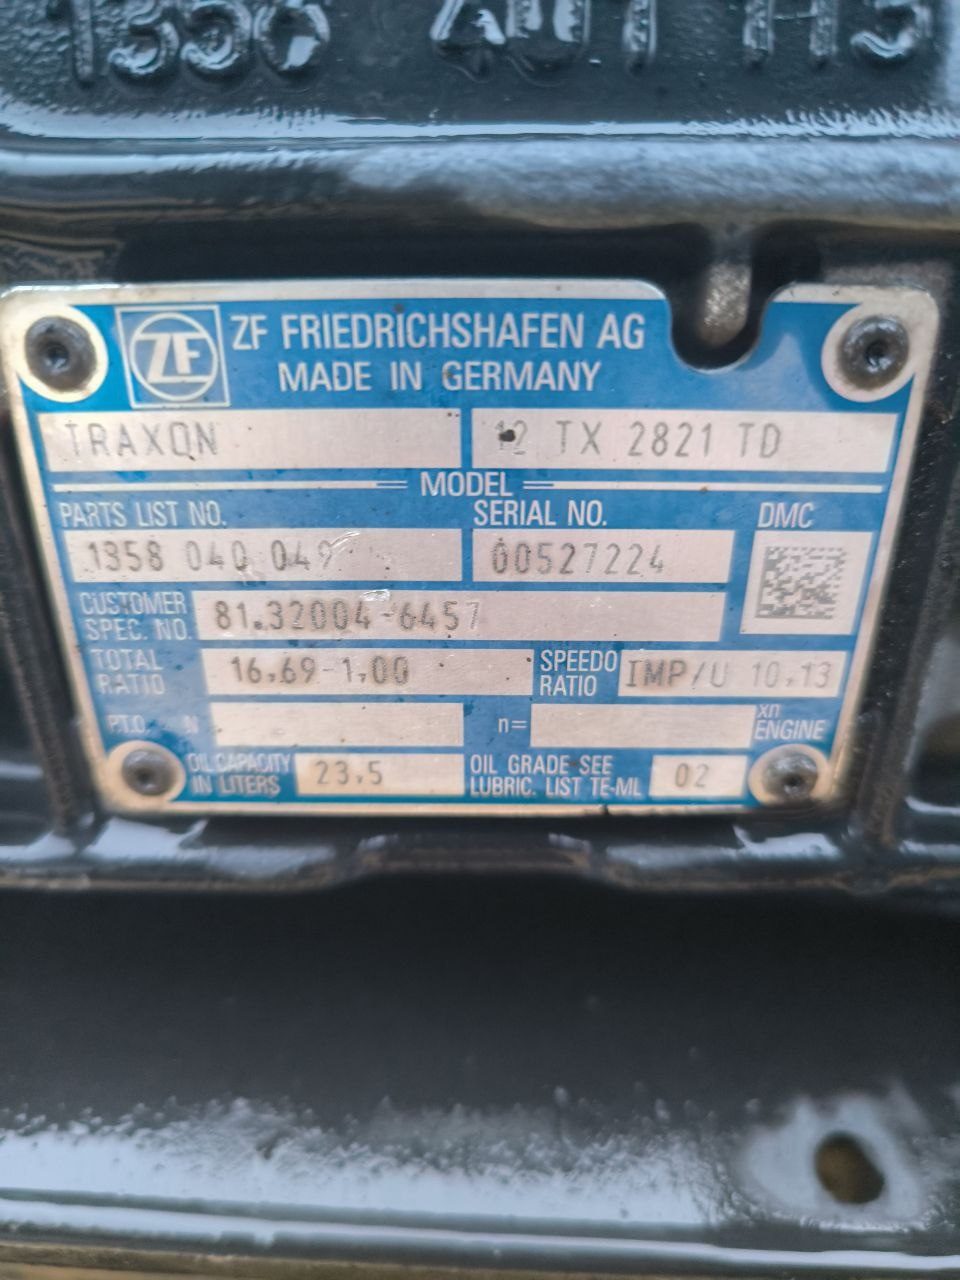 ZF
ZF FRIEDRICHSHAFEN AG
MADE IN GERMANY
TRAXON 12 TX 2821 TD
MODEL
PARTS LIST NO. SERIAL NO. DMC
1358 040 049 00527224
CUSTOMER
SPEC. NO. 81.32004-6457
TOTAL
RATIO 16,69-1,00 SPEEDO
RATIO IMP/U 10,13
P.T.O. N n= xn
ENGINE
OIL CAPACITY
IN LITERS 23,5 OIL GRADE SEE
LUBRIC. LIST TE-ML 02